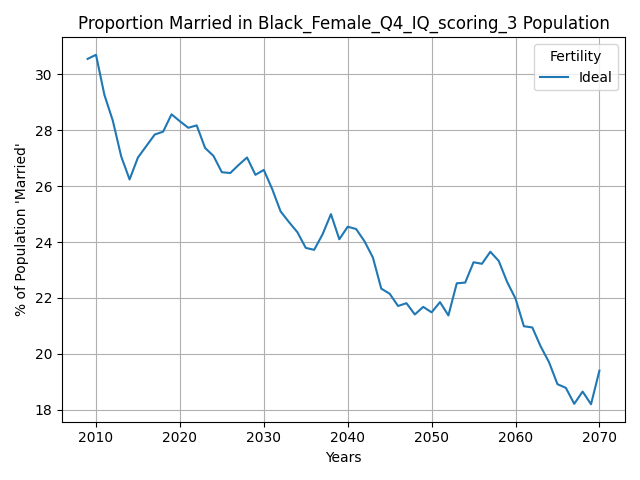 Proportion Married in Black_Female_Q4_IQ_scoring_3 Population
Fertility
Ideal
% of Population 'Married'
30
28
26
24
22
20
18
2010
2020
2030
2040
2050
2060
2070
Years